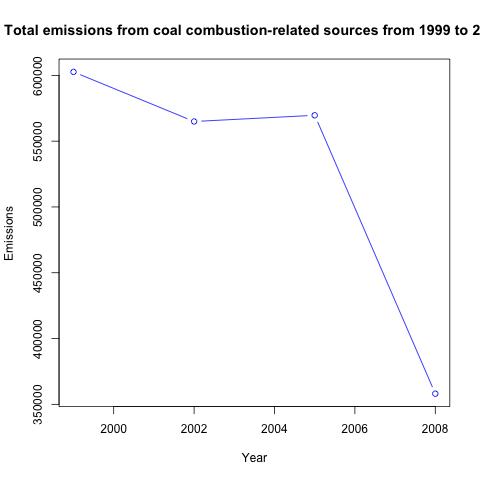 Total emissions from coal combustion-related sources from 1999 to 2
600000
550000
500000
450000
400000
350000
Emissions
2000 2002 2004 2006 2008
Year